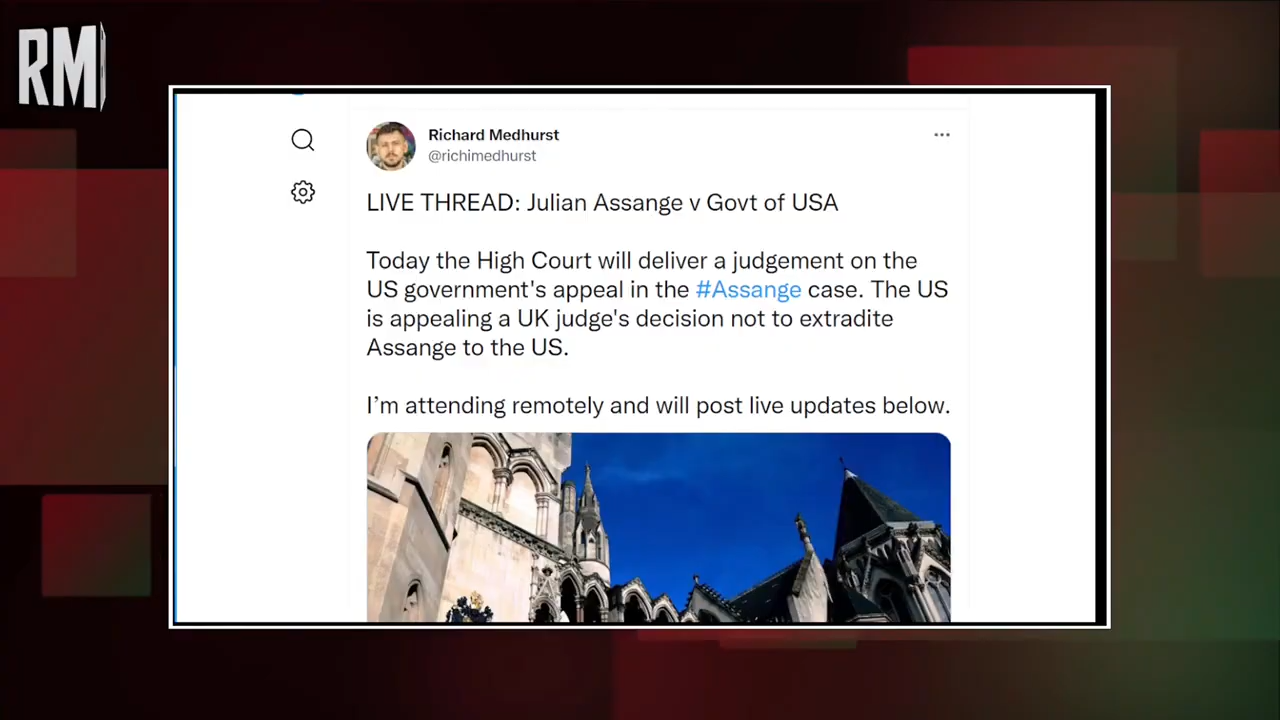 RM
Richard Medhurst
@richimedhurst
LIVE THREAD: Julian Assange v Govt of USA
Today the High Court will deliver a judgement on the
US government's appeal in the #Assange case. The US
is appealing a UK judge's decision not to extradite
Assange to the US.
I’m attending remotely and will post live updates below.